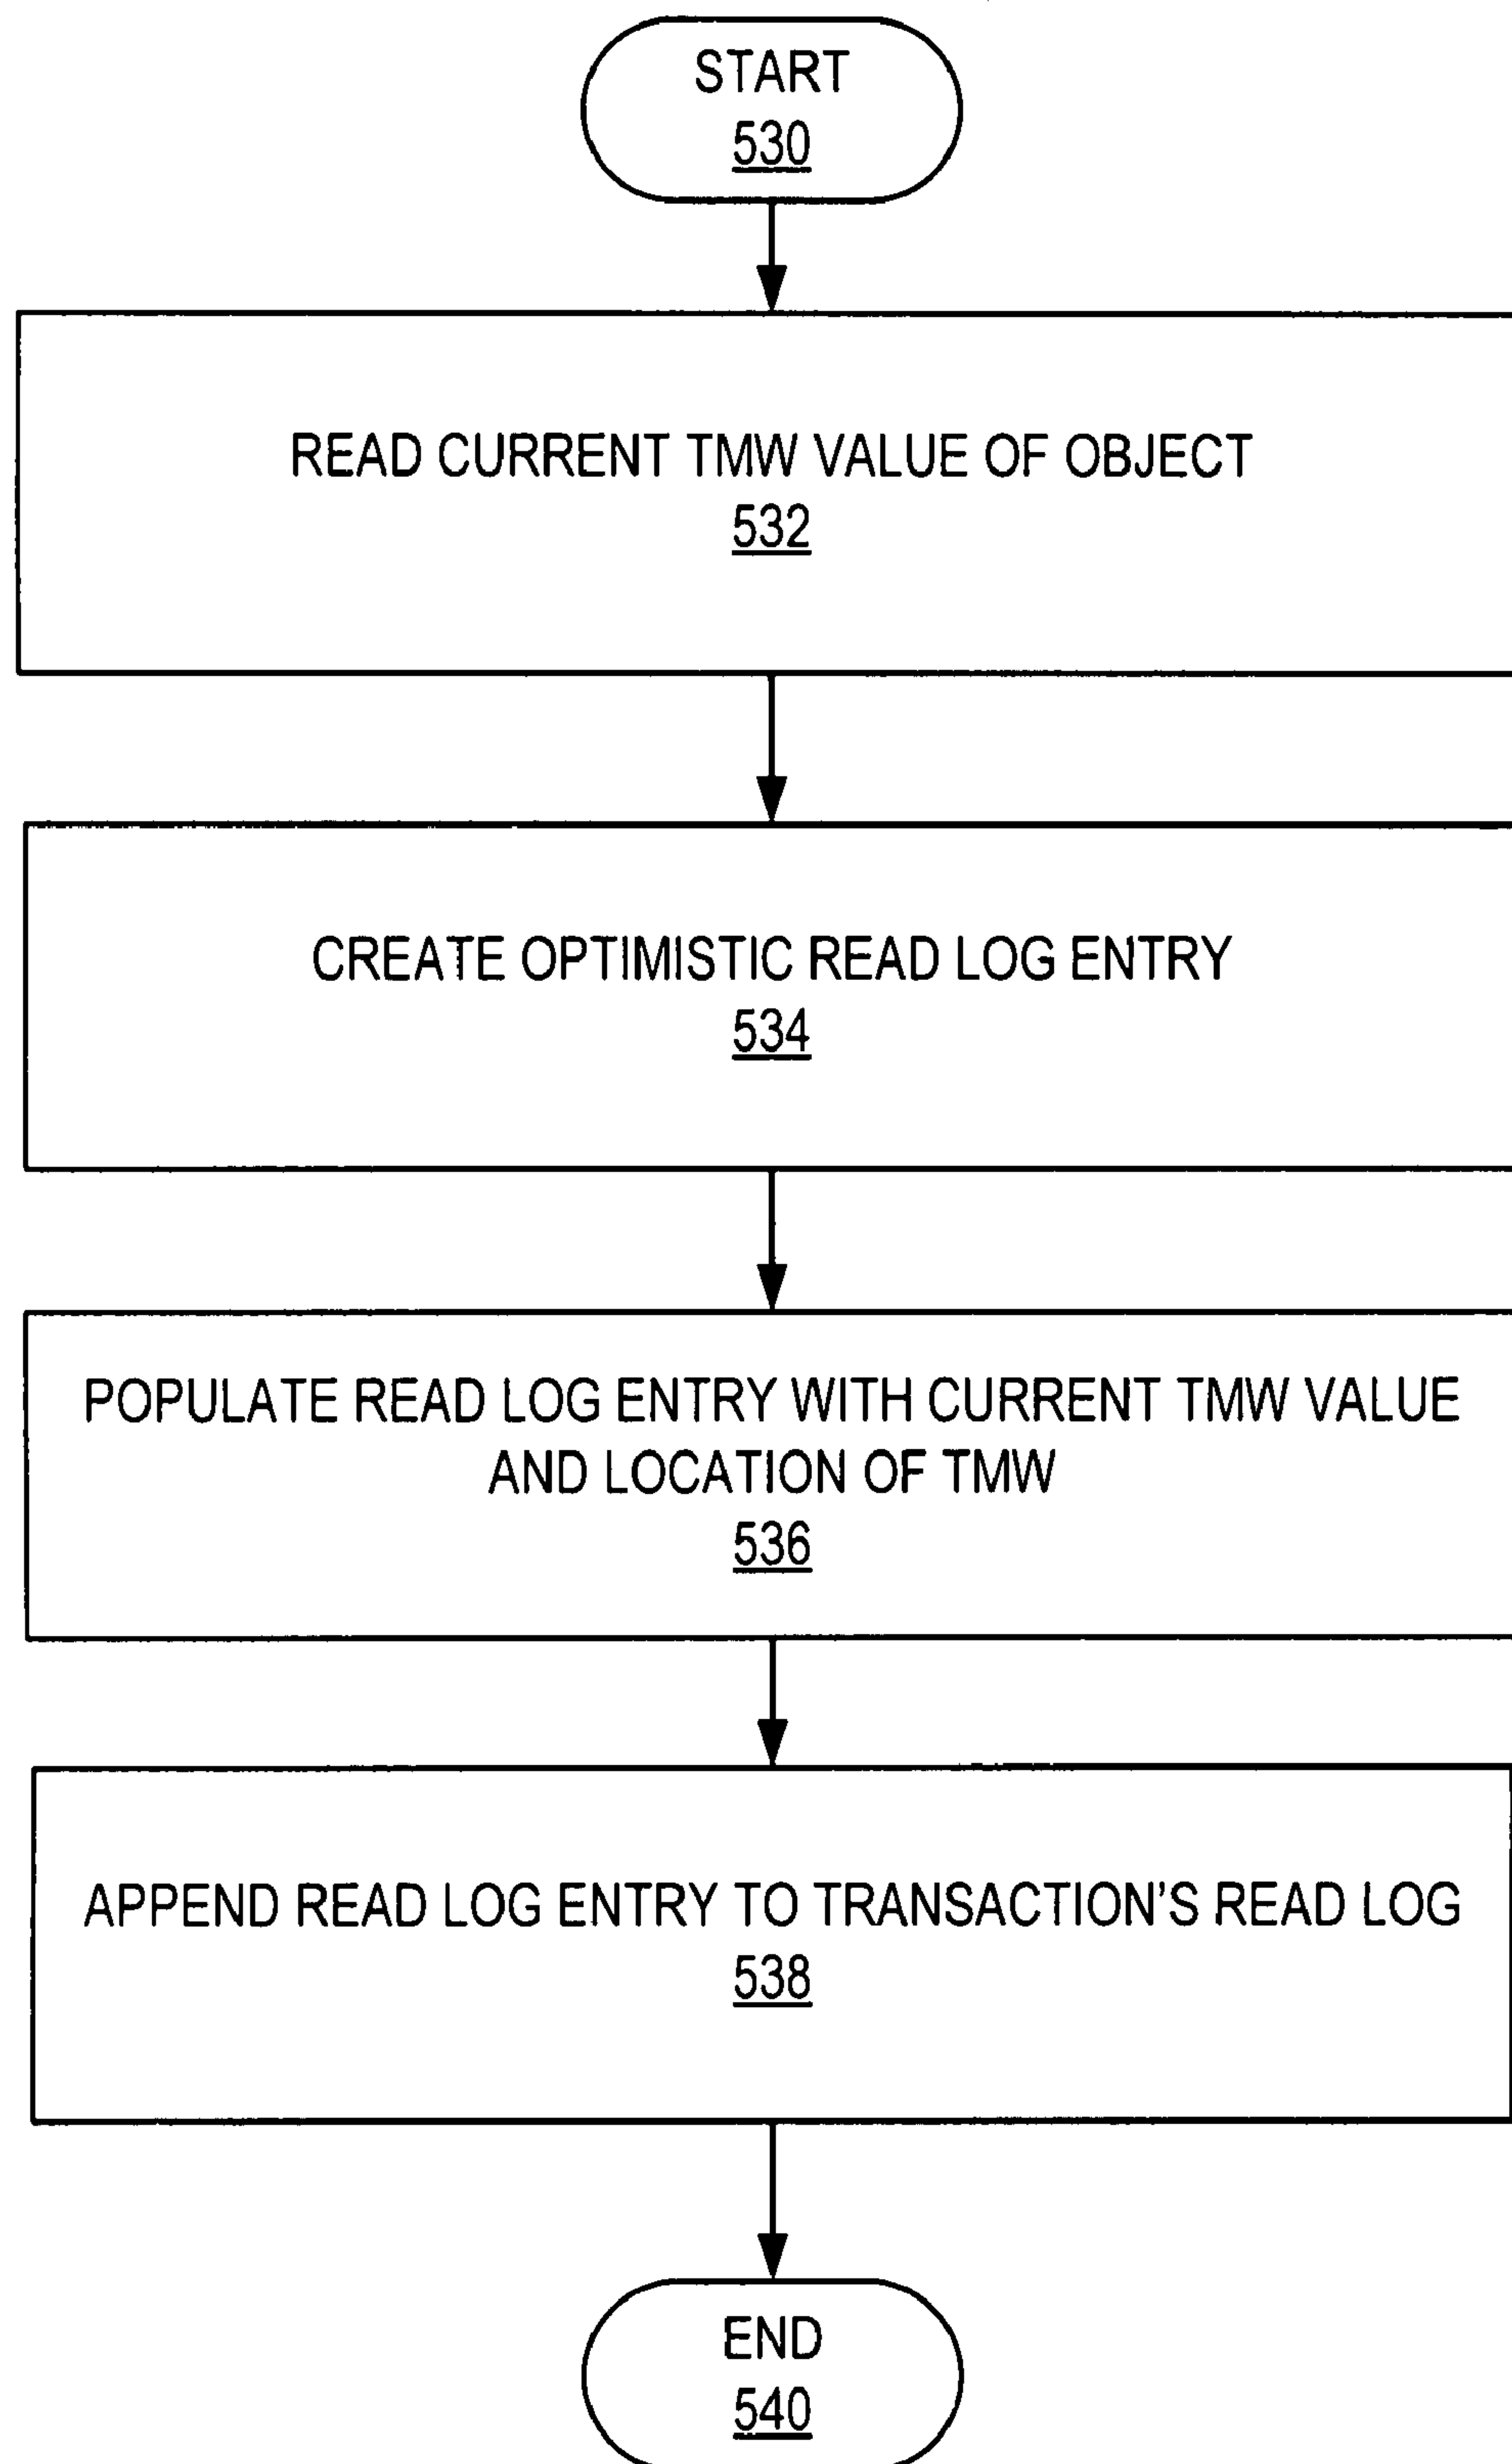 START
530
READ CURRENT TMW VALUE OF OBJECT
532
CREATE OPTIMISTIC READ LOG ENTRY
534
POPULATE READ LOG ENTRY WITH CURRENT TMW VALUE
AND LOCATION OF TMW
536
APPEND READ LOG ENTRY TO TRANSACTION'S READ LOG
538
END
540